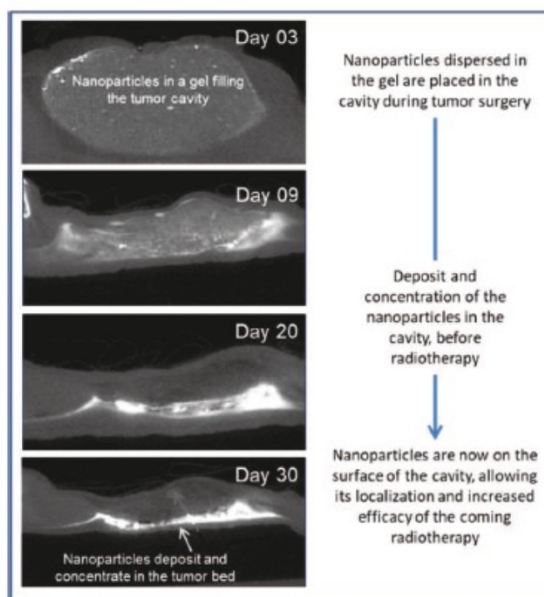 Day 03
Nanoparticles in a gel filling
the tumor cavity
Nanoparticles dispersed in
the gel are placed in the
cavity during tumor surgery
Day 09
Deposit and
concentration of the
nanoparticles in the
cavity, before
radiotherapy
Day 20
Day 30
Nanoparticles deposit and
concentrate in the tumor bed
Nanoparticles are now on the
surface of the cavity, allowing
its localization and increased
efficacy of the coming
radiotherapy